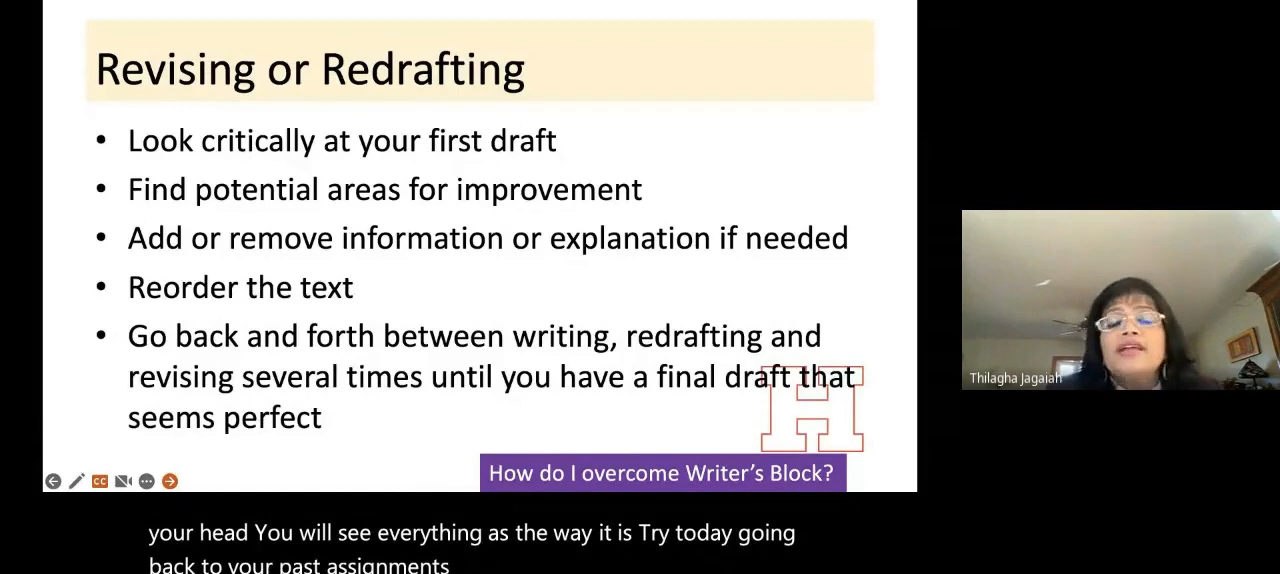 Revising or Redrafting
• Look critically at your first draft
• Find potential areas for improvement
• Add or remove information or explanation if needed
• Reorder the text
• Go back and forth between writing, redrafting and
revising several times until you have a final draft that
seems perfect
H
How do I overcome Writer's Block?
CC
Thilagha Jagaiah
your head You will see everything as the way it is Try today going
back to your past assignments